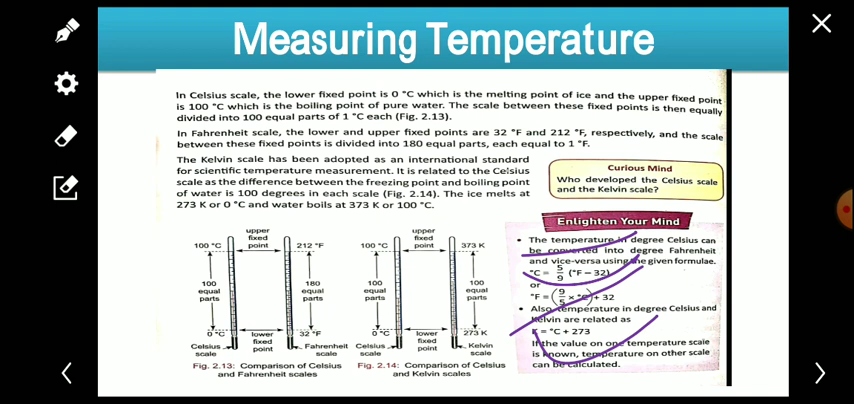 Measuring Temperature
In Celsius scale, the lower fixed point is 0 °C which is the melting point of ice and the upper fixed point
is 100 °C which is the boiling point of pure water. The scale between these fixed points is then equally
divided into 100 equal parts of 1 °C each (Fig. 2.13).
In Fahrenheit scale, the lower and upper fixed points are 32 °F and 212 °F, respectively, and the scale
between these fixed points is divided into 180 equal parts, each equal to 1 °F.
The Kelvin scale has been adopted as an international standard
for scientific temperature measurement. It is related to the Celsius
scale as the difference between the freezing point and boiling point
of water is 100 degrees in each scale (Fig. 2.14). The ice melts at
273 K or 0 °C and water boils at 373 K or 100 °C.
Curious Mind
Who developed the Celsius scale
and the Kelvin scale?
Enlighten Your Mind
• The temperature in degree Celsius can
be converted into degree Fahrenheit
and vice-versa using the given formulae.
°C = 5/9 (°F – 32)
or
°F = (9/5 × °C) + 32
• Also temperature in degree Celsius and
Kelvin are related as
K = °C + 273
If the value on one temperature scale
is known, temperature on other scale
can be calculated.
100 °C
upper
fixed
point
212 °F
100
equal
parts
180
equal
parts
0 °C
lower
fixed
point
32 °F
Celsius
scale
Fahrenheit
scale
Fig. 2.13: Comparison of Celsius
and Fahrenheit scales
100 °C
upper
fixed
point
373 K
100
equal
parts
100
equal
parts
0 °C
lower
fixed
point
273 K
Celsius
scale
Kelvin
scale
Fig. 2.14: Comparison of Celsius
and Kelvin scales